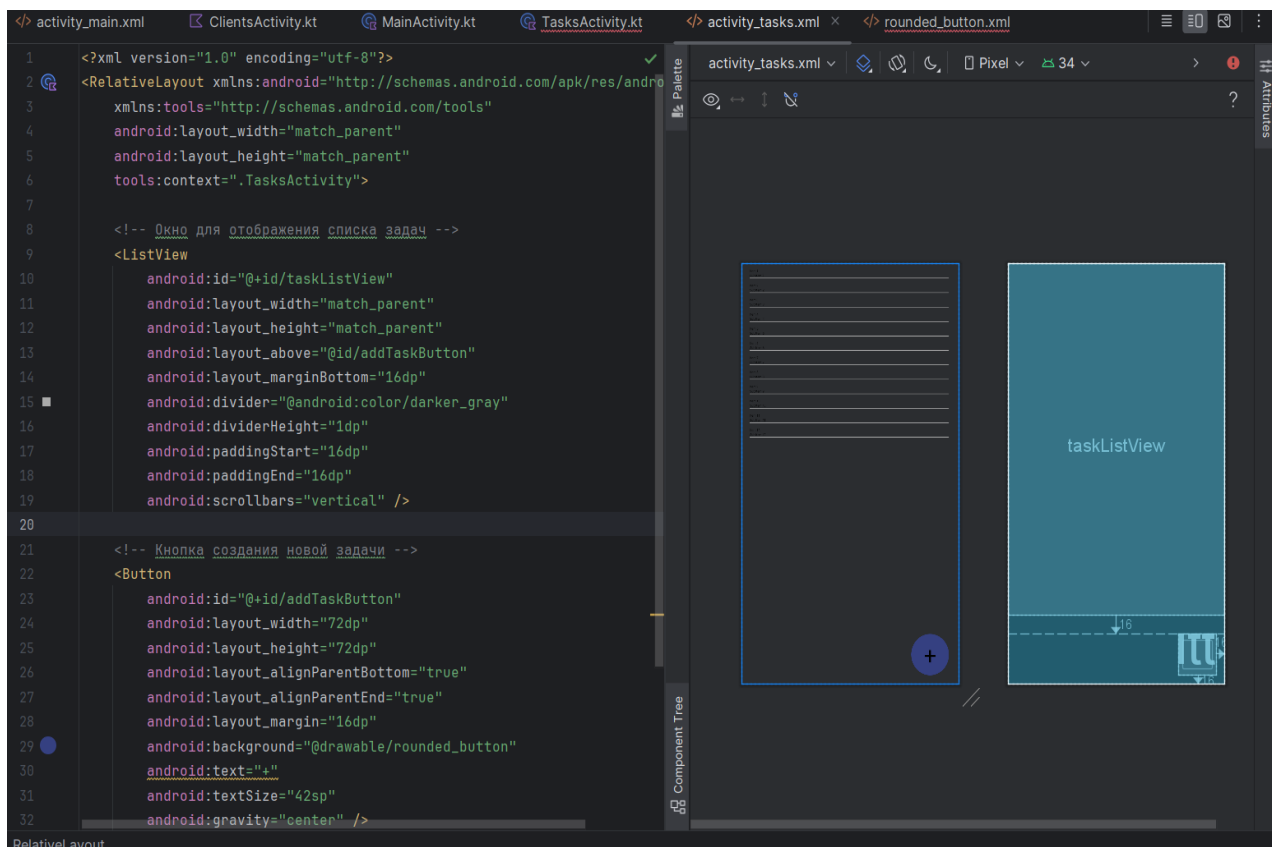 activity_main.xml ClientsActivity.kt MainActivity.kt TasksActivity.kt activity_tasks.xml rounded_button.xml
1 <?xml version="1.0" encoding="utf-8"?>
2 <RelativeLayout xmlns:android="http://schemas.android.com/apk/res/andro
3 xmlns:tools="http://schemas.android.com/tools"
4 android:layout_width="match_parent"
5 android:layout_height="match_parent"
6 tools:context=".TasksActivity">
7
8 <!-- Окно для отображения списка задач -->
9 <ListView
10 android:id="@+id/taskListView"
11 android:layout_width="match_parent"
12 android:layout_height="match_parent"
13 android:layout_above="@id/addTaskButton"
14 android:layout_marginBottom="16dp"
15 android:divider="@android:color/darker_gray"
16 android:dividerHeight="1dp"
17 android:paddingStart="16dp"
18 android:paddingEnd="16dp"
19 android:scrollbars="vertical" />
20
21 <!-- Кнопка создания новой задачи -->
22 <Button
23 android:id="@+id/addTaskButton"
24 android:layout_width="72dp"
25 android:layout_height="72dp"
26 android:layout_alignParentBottom="true"
27 android:layout_alignParentEnd="true"
28 android:layout_margin="16dp"
29 android:background="@drawable/rounded_button"
30 android:text="+"
31 android:textSize="42sp"
32 android:gravity="center" />
RelativeLayout
Palette
Component Tree
activity_tasks.xml Pixel 34
?
Attributes
+
taskListView
16
16